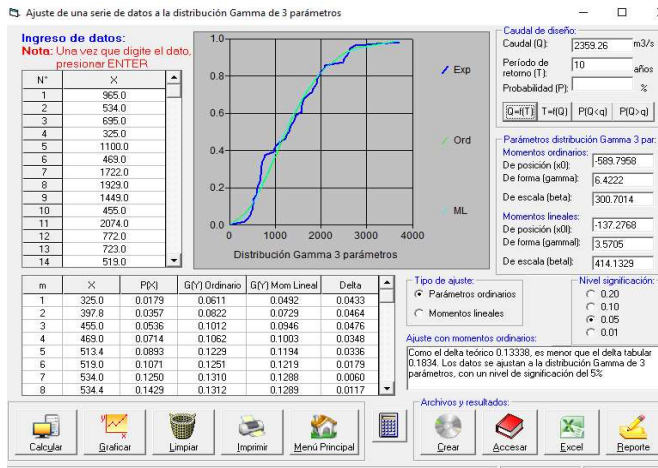 Ajuste de una serie de datos a la distribución Gamma de 3 parámetros
Ingreso de datos:
Nota: Una vez que digite el dato,
presionar ENTER
N° X
1 965.0
2 534.0
3 695.0
4 325.0
5 1100.0
6 469.0
7 1722.0
8 1929.0
9 1449.0
10 455.0
11 2074.0
12 772.0
13 723.0
14 519.0
1.0
0.8
0.6
0.4
0.2
0.0
0 1000 2000 3000 4000
Distribución Gamma 3 parámetros
Exp
Ord
ML
Caudal de diseño:
Caudal (Q): 2359.26 m3/s
Período de
retorno (T): 10 años
Probabilidad (P): %
Q=f(T) T=f(Q) P(Q<q) P(Q>q)
Parámetros distribución Gamma 3 par:
Momentos ordinarios:
De posición (x0): -589.7958
De forma (gamma): 6.4222
De escala (beta): 300.7014
Momentos lineales:
De posición (x0l): -137.2768
De forma (gammal): 3.5705
De escala (betal): 414.1329
m X P(X) G(Y) Ordinario G(Y) Mom Lineal Delta
1 325.0 0.0179 0.0611 0.0492 0.0433
2 397.8 0.0357 0.0822 0.0729 0.0464
3 455.0 0.0536 0.1012 0.0946 0.0476
4 469.0 0.0714 0.1062 0.1003 0.0348
5 513.4 0.0893 0.1229 0.1194 0.0336
6 519.0 0.1071 0.1251 0.1219 0.0179
7 534.0 0.1250 0.1310 0.1288 0.0060
8 534.4 0.1429 0.1312 0.1289 0.0117
Tipo de ajuste:
Parámetros ordinarios
Momentos lineales
Nivel significación:
0.20
0.10
0.05
0.01
Ajuste con momentos ordinarios:
Como el delta teórico 0.13338, es menor que el delta tabular
0.1834. Los datos se ajustan a la distribución Gamma de 3
parámetros, con un nivel de significación del 5%
Calcular Graficar Limpiar Imprimir Menú Principal
Archivos y resultados:
Crear Accesar Excel Reporte